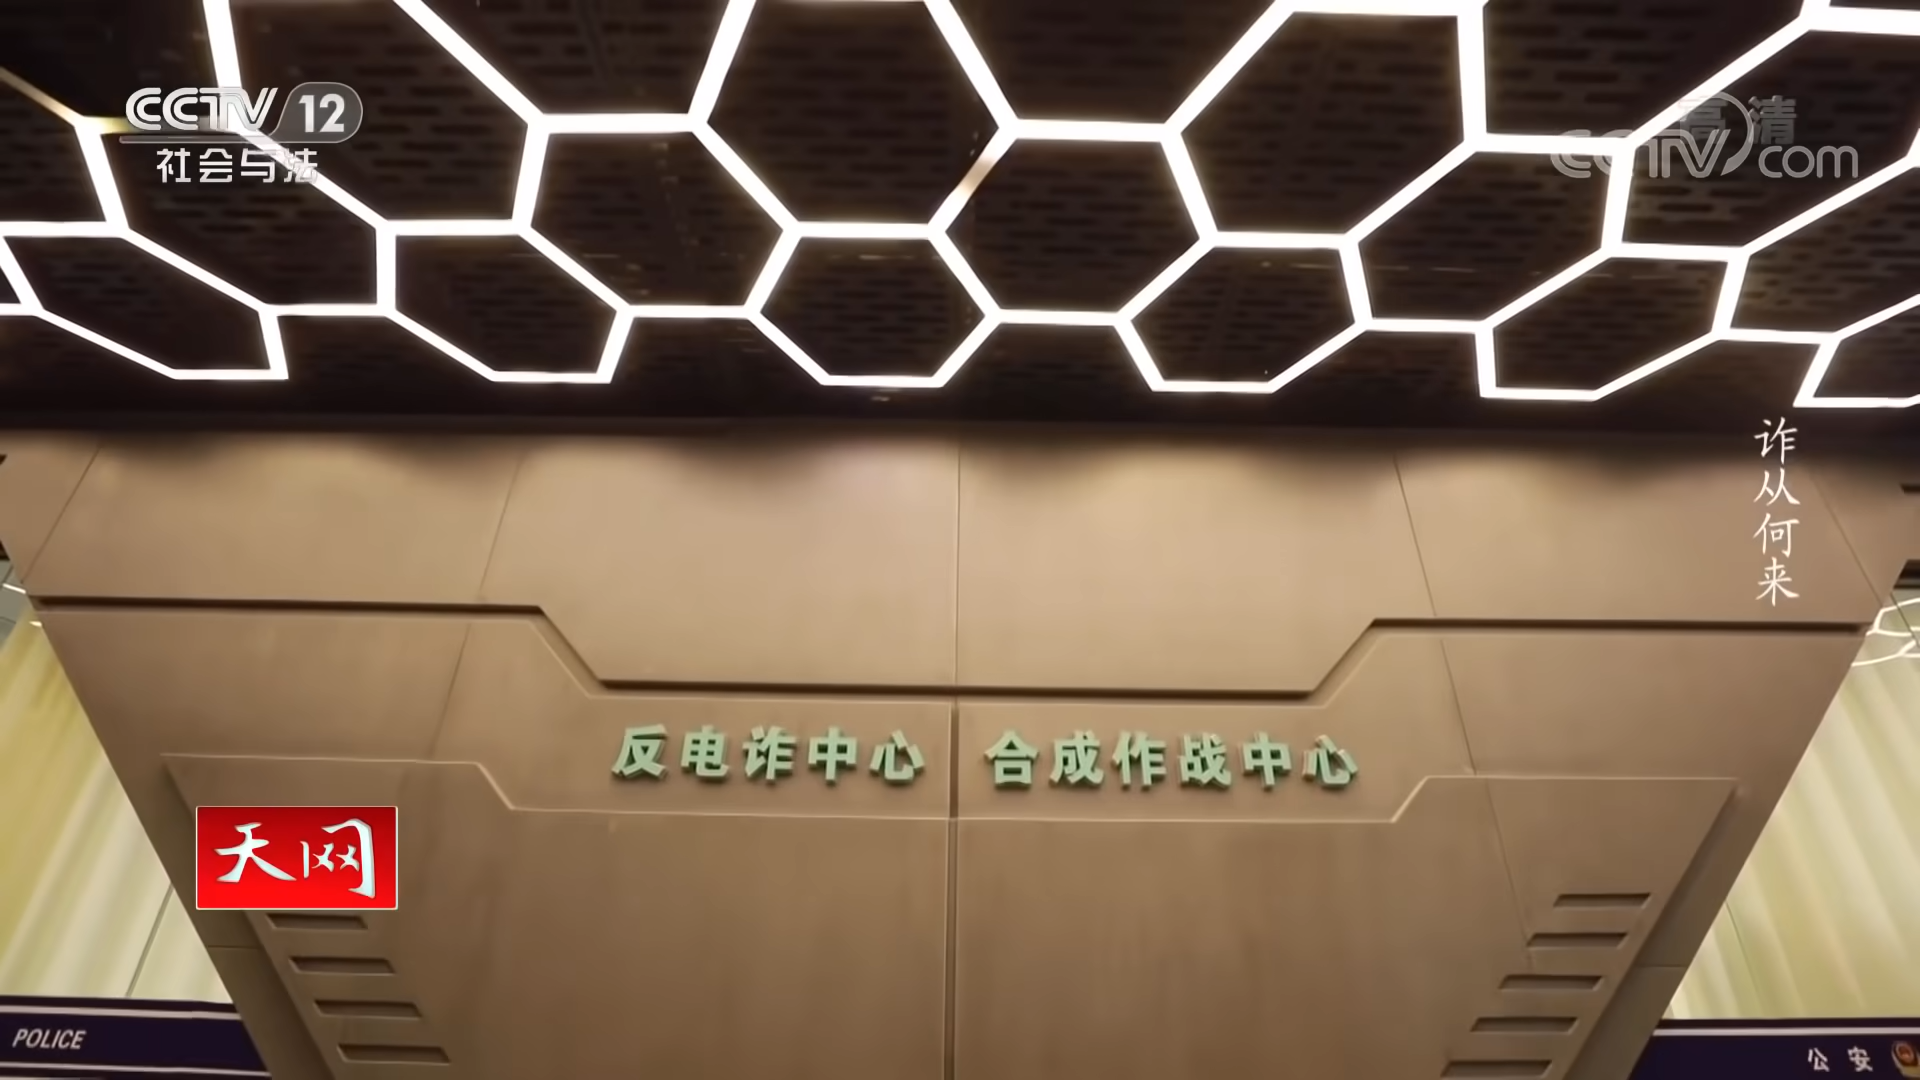 CCTV 12
社会与法
高清
CCTV.com
诈从何来
反电诈中心 合成作战中心
天网
POLICE
公安